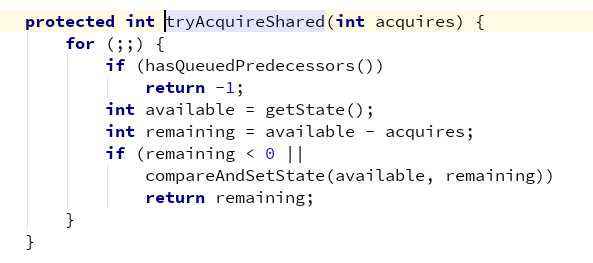 protected int tryAcquireShared(int acquires) {
    for (;;) {
        if (hasQueuedPredecessors())
            return -1;
        int available = getState();
        int remaining = available - acquires;
        if (remaining < 0 ||
            compareAndSetState(available, remaining))
            return remaining;
    }
}